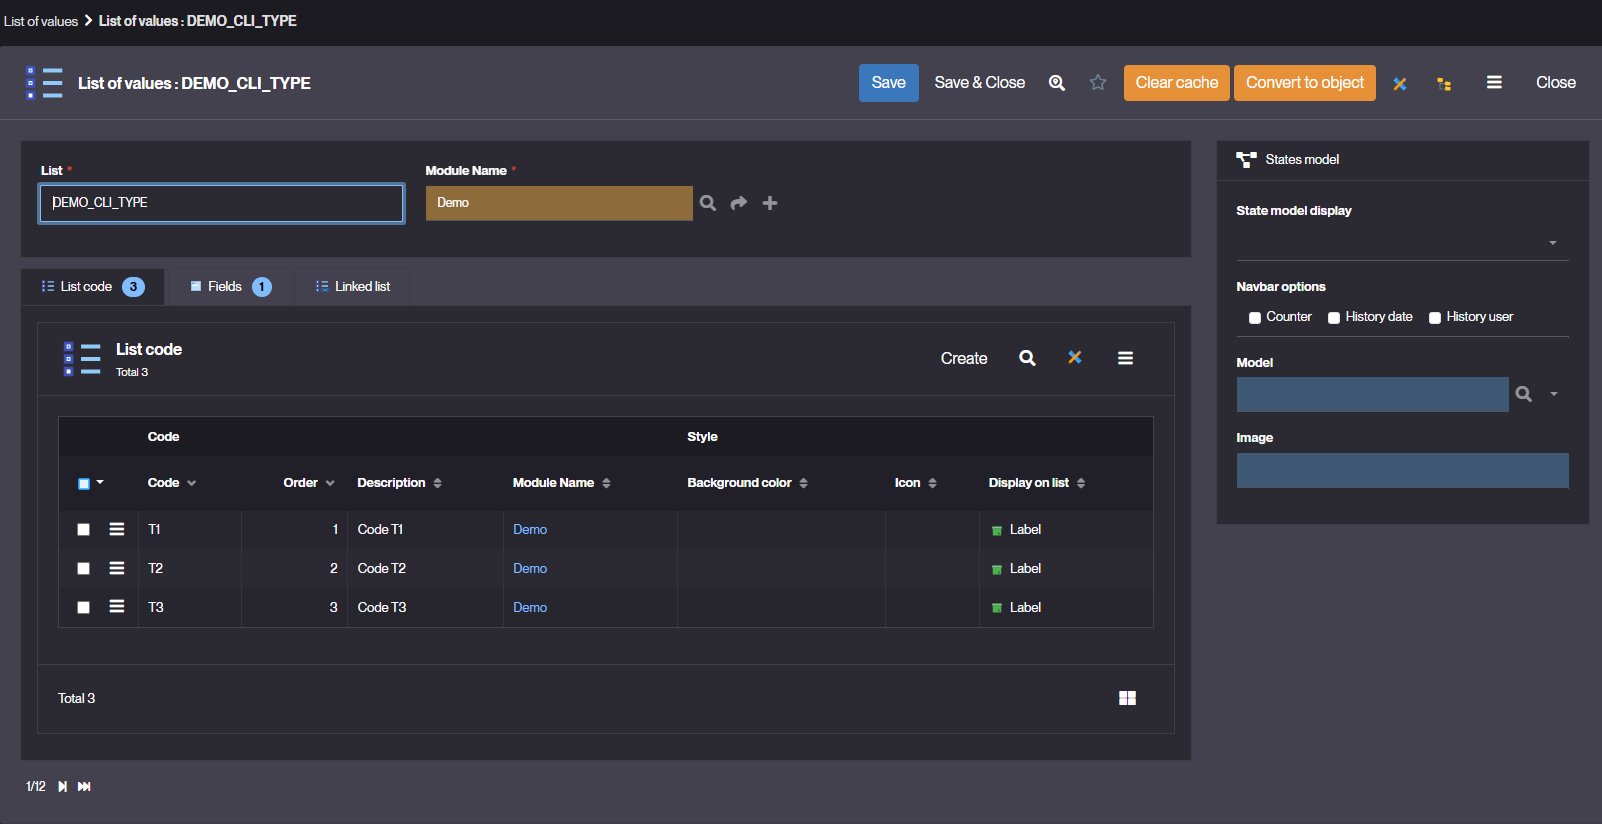 List of values > List of values : DEMO_CLI_TYPE
List of values : DEMO_CLI_TYPE
Save Save & Close Clear cache Convert to object Close
List *
DEMO_CLI_TYPE
Module Name *
Demo
List code 3 Fields 1 Linked list
List code
Total 3
Create
Code Style
Code Order Description Module Name Background color Icon Display on list
T1 1 Code T1 Demo Label
T2 2 Code T2 Demo Label
T3 3 Code T3 Demo Label
Total 3
1/12
States model
State model display
Navbar options
Counter History date History user
Model
Image